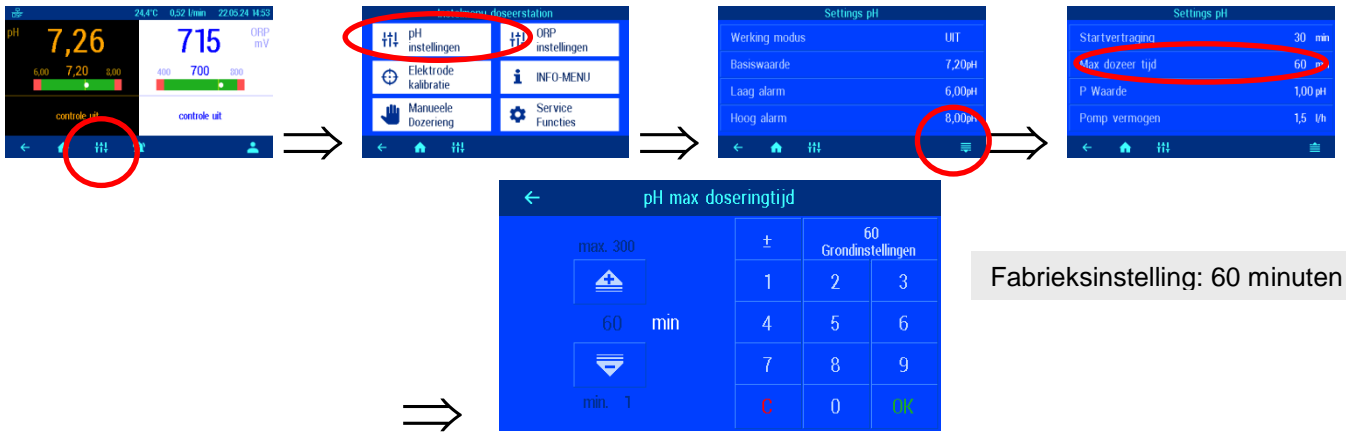 24,4°C 0,52 l/min 22.05.24 14:53
pH 7,26
715 ORP mV
6,00 7,20 8,00
400 700 800
controle uit
controle uit
doseerstation
pH instellingen
ORP instellingen
Elektrode kalibratie
INFO-MENU
Manueele Dozerieng
Service Functies
Settings pH
Werking modus UIT
Basiswaarde 7,20pH
Laag alarm 6,00pH
Hoog alarm 8,00pH
Settings pH
Startvertraging 30 min
Max dozeer tijd 60 min
P Waarde 1,00 pH
Pomp vermogen 1,5 l/h
pH max doseringtijd
max. 300
60 min
min. 1
± 60 Grondinstellingen
1 2 3
4 5 6
7 8 9
C 0 OK
Fabrieksinstelling: 60 minuten